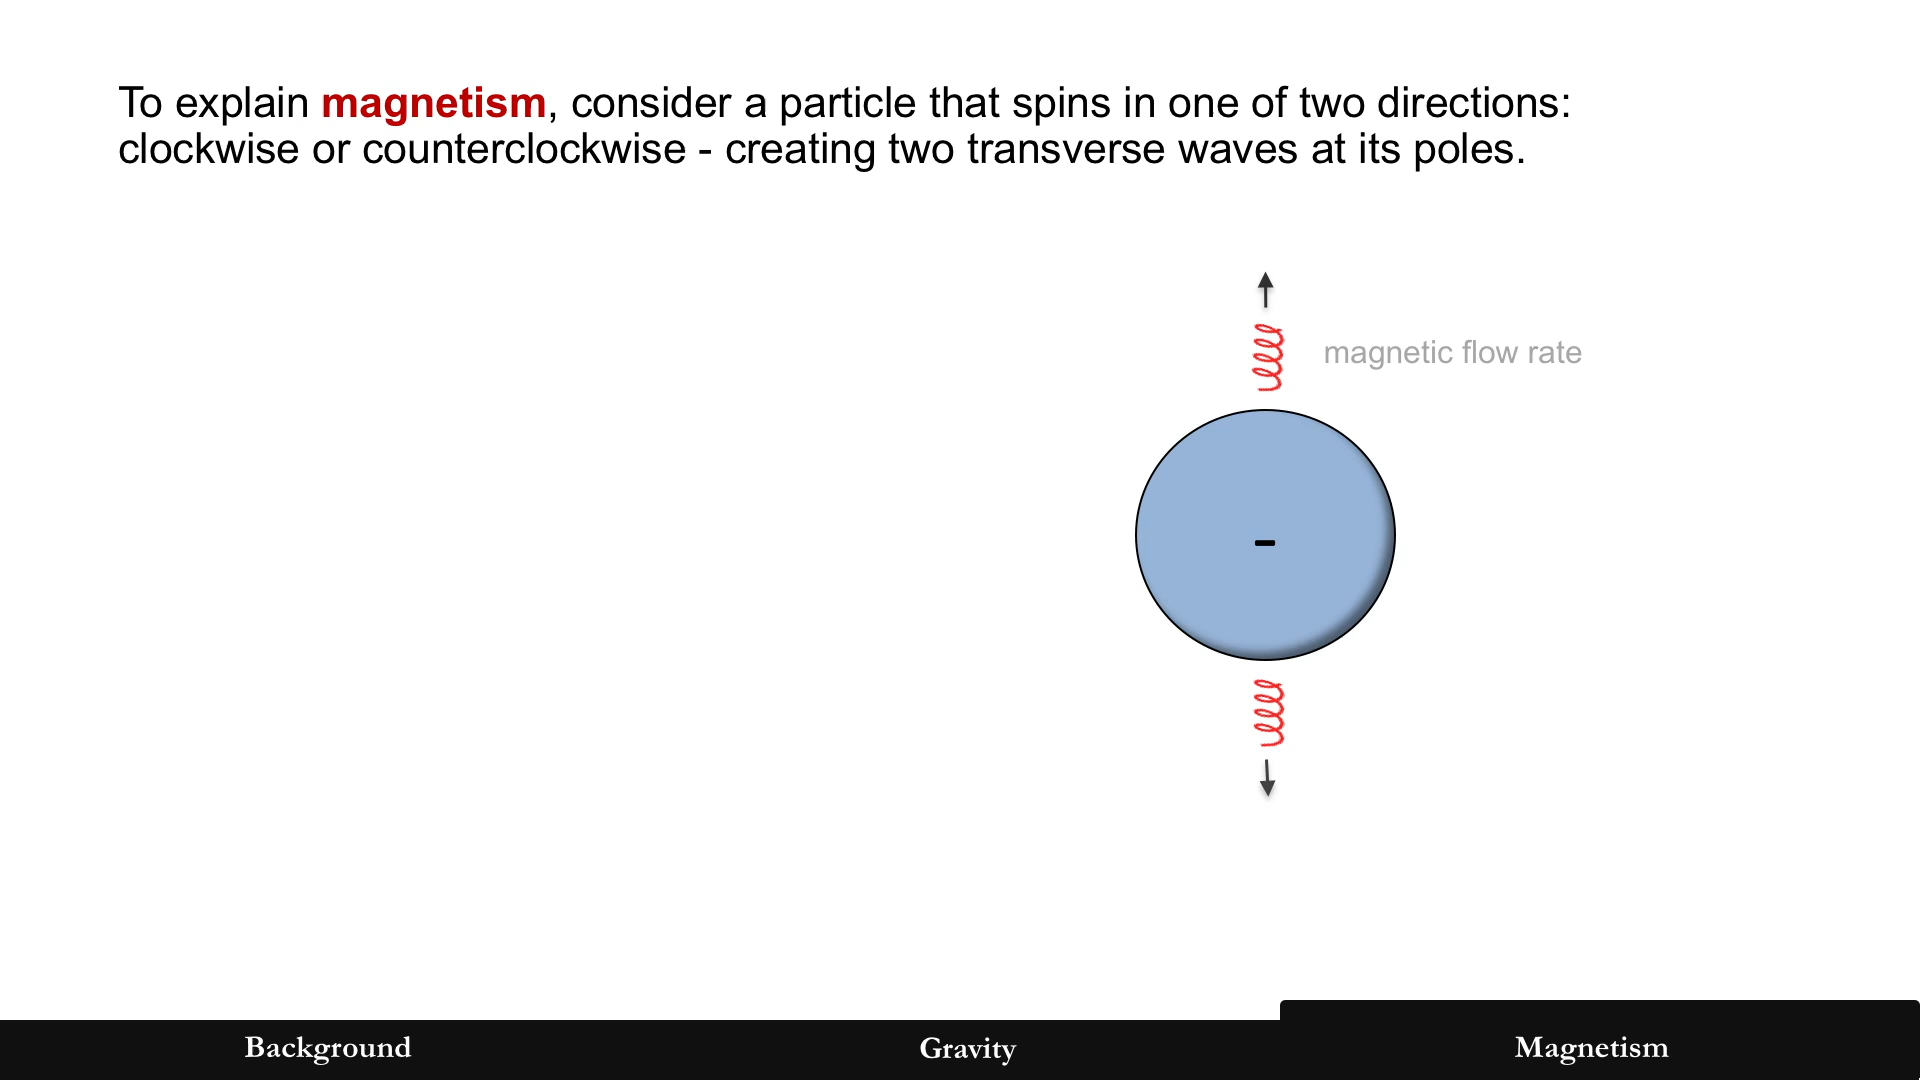 To explain magnetism, consider a particle that spins in one of two directions:
clockwise or counterclockwise - creating two transverse waves at its poles.
magnetic flow rate
-
Background
Gravity
Magnetism